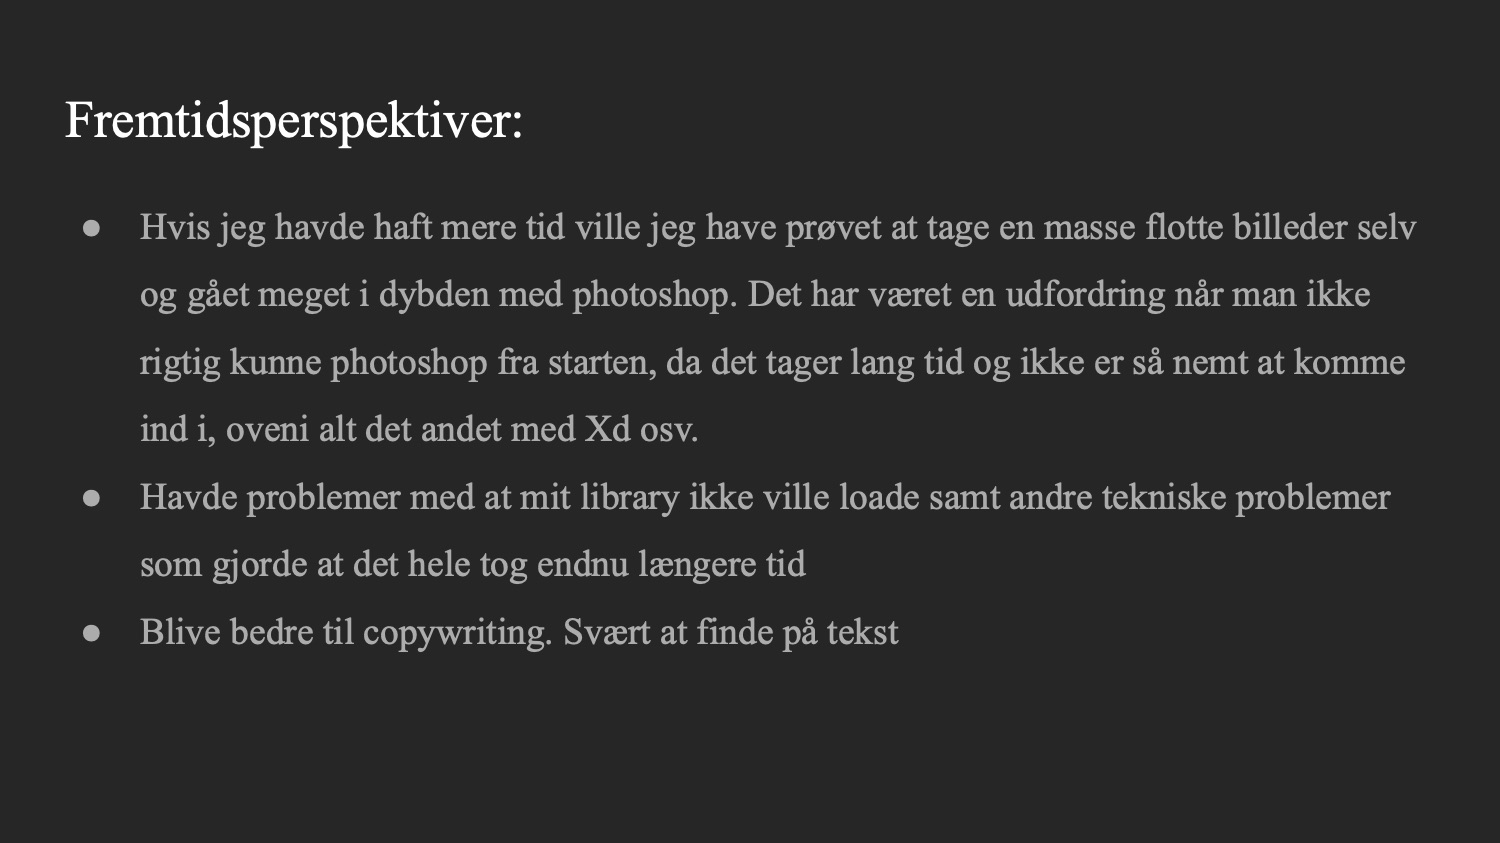 Fremtidsperspektiver:
● Hvis jeg havde haft mere tid ville jeg have prøvet at tage en masse flotte billeder selv
og gået meget i dybden med photoshop. Det har været en udfordring når man ikke
rigtig kunne photoshop fra starten, da det tager lang tid og ikke er så nemt at komme
ind i, oveni alt det andet med Xd osv.
● Havde problemer med at mit library ikke ville loade samt andre tekniske problemer
som gjorde at det hele tog endnu længere tid
● Blive bedre til copywriting. Svært at finde på tekst